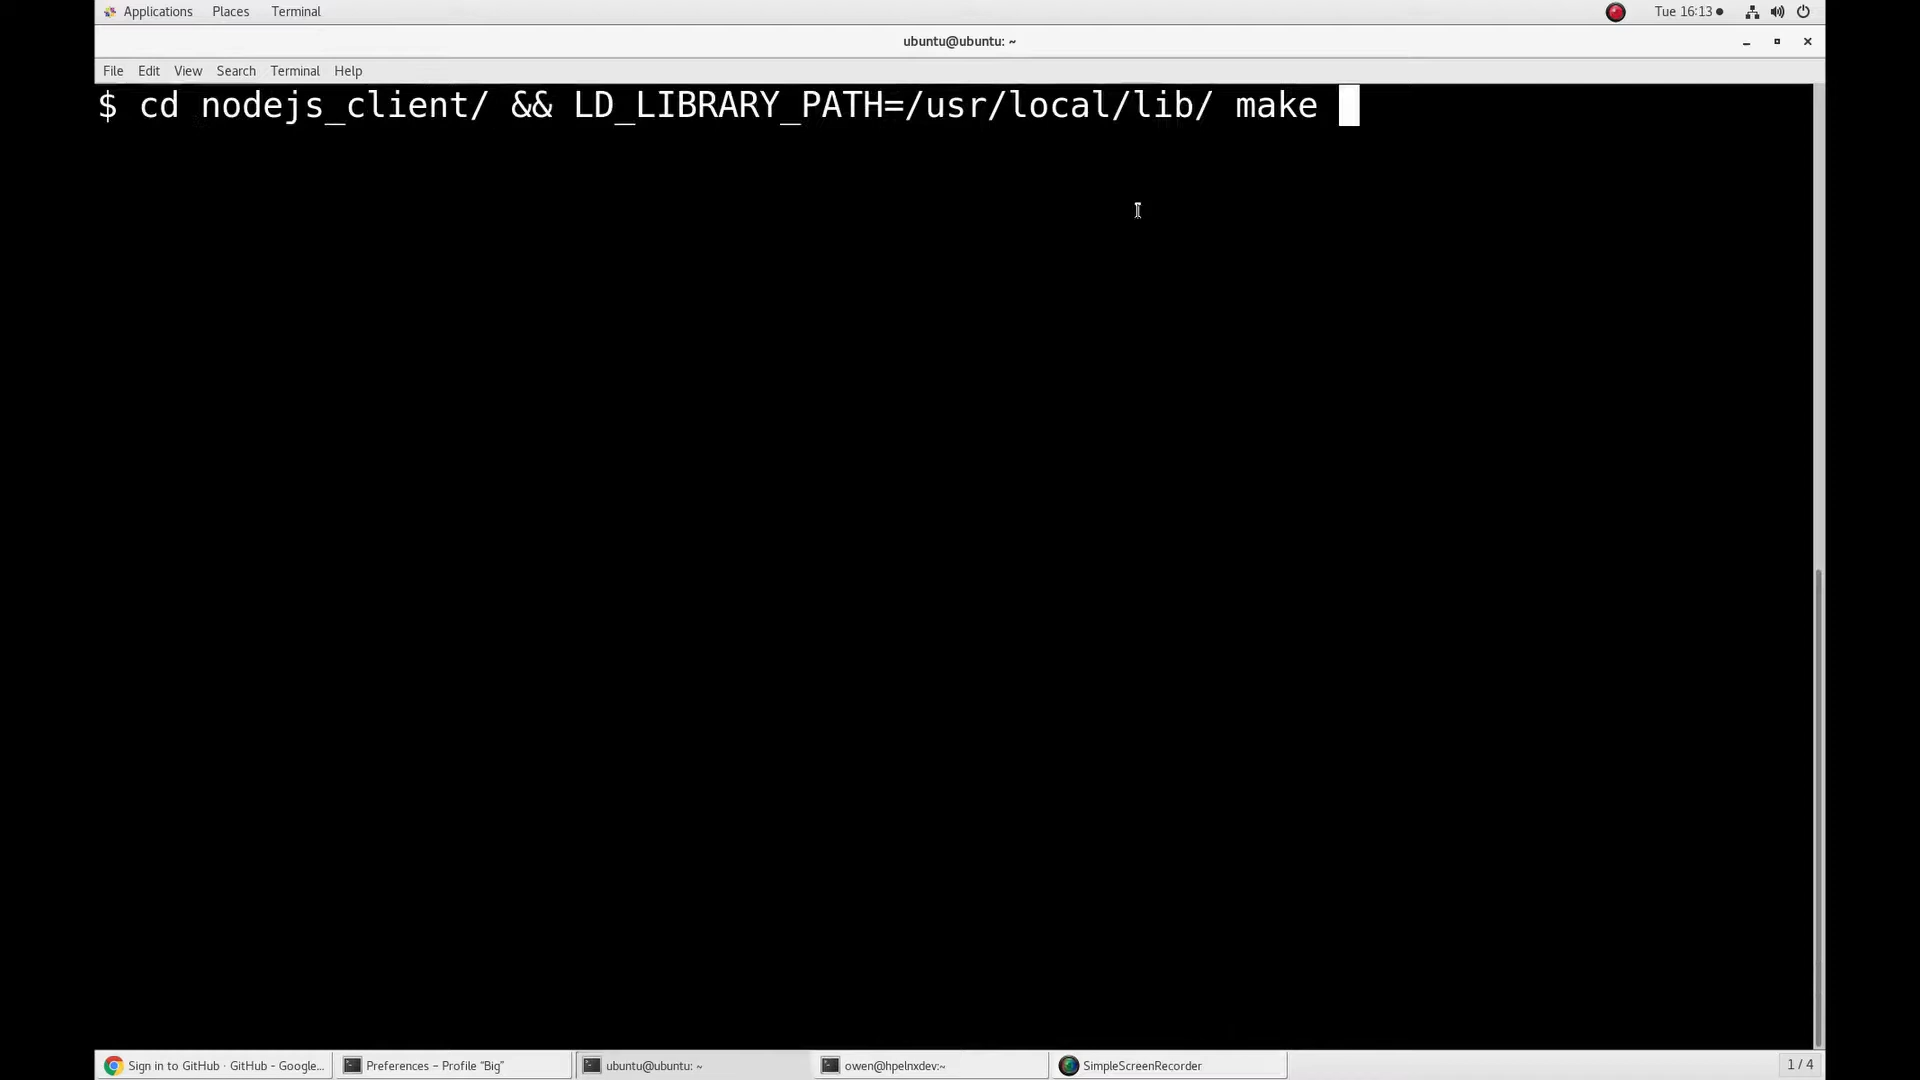 Applications Places Terminal Tue 16:13
ubuntu@ubuntu: ~
File Edit View Search Terminal Help
$ cd nodejs_client/ && LD_LIBRARY_PATH=/usr/local/lib/ make
Sign in to GitHub · GitHub - Google... Preferences – Profile “Big” ubuntu@ubuntu: ~ owen@hpelnxdev:~ SimpleScreenRecorder 1 / 4